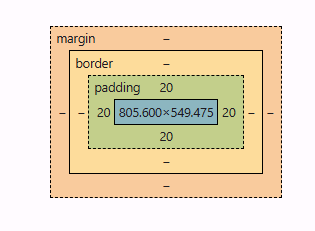 margin –
border –
padding 20
– – 20 805.600×549.475 20 – –
20
–
–